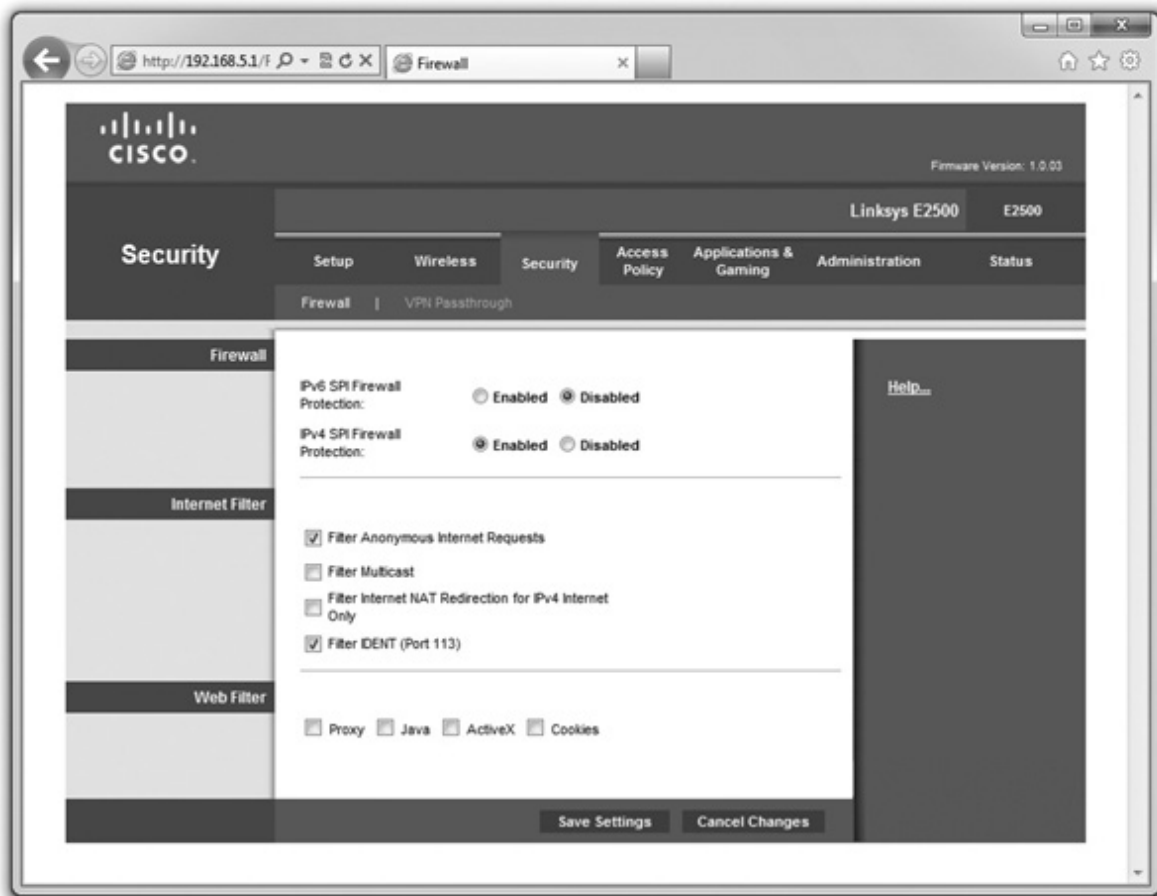 http://192.168.5.1/F
Firewall
CISCO.
Firmware Version: 1.0.03
Linksys E2500
E2500
Security
Setup
Wireless
Security
Access
Policy
Applications &
Gaming
Administration
Status
Firewall | VPN Passthrough
Firewall
IPv6 SPI Firewall
Protection:
Enabled
Disabled
IPv4 SPI Firewall
Protection:
Enabled
Disabled
Help...
Internet Filter
Filter Anonymous Internet Requests
Filter Multicast
Filter Internet NAT Redirection for IPv4 Internet
Only
Filter IDENT (Port 113)
Web Filter
Proxy
Java
ActiveX
Cookies
Save Settings
Cancel Changes